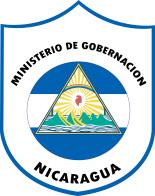 MINISTERIO DE GOBERNACION
NICARAGUA